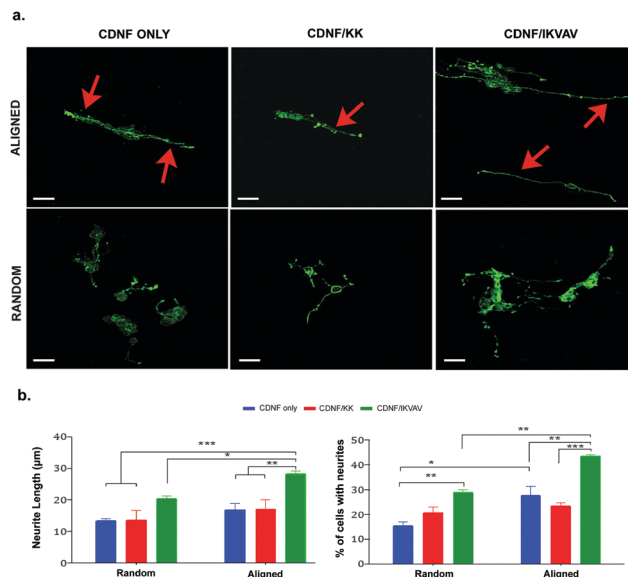 a.
CDNF ONLY CDNF/KK CDNF/IKVAV
ALIGNED
RANDOM
b.
CDNF only CDNF/KK CDNF/IKVAV
Neurite Length (µm)
40
30
20
10
0
***
*
**
Random Aligned
% of cells with neurites
50
40
30
20
10
0
**
**
***
*
**
Random Aligned